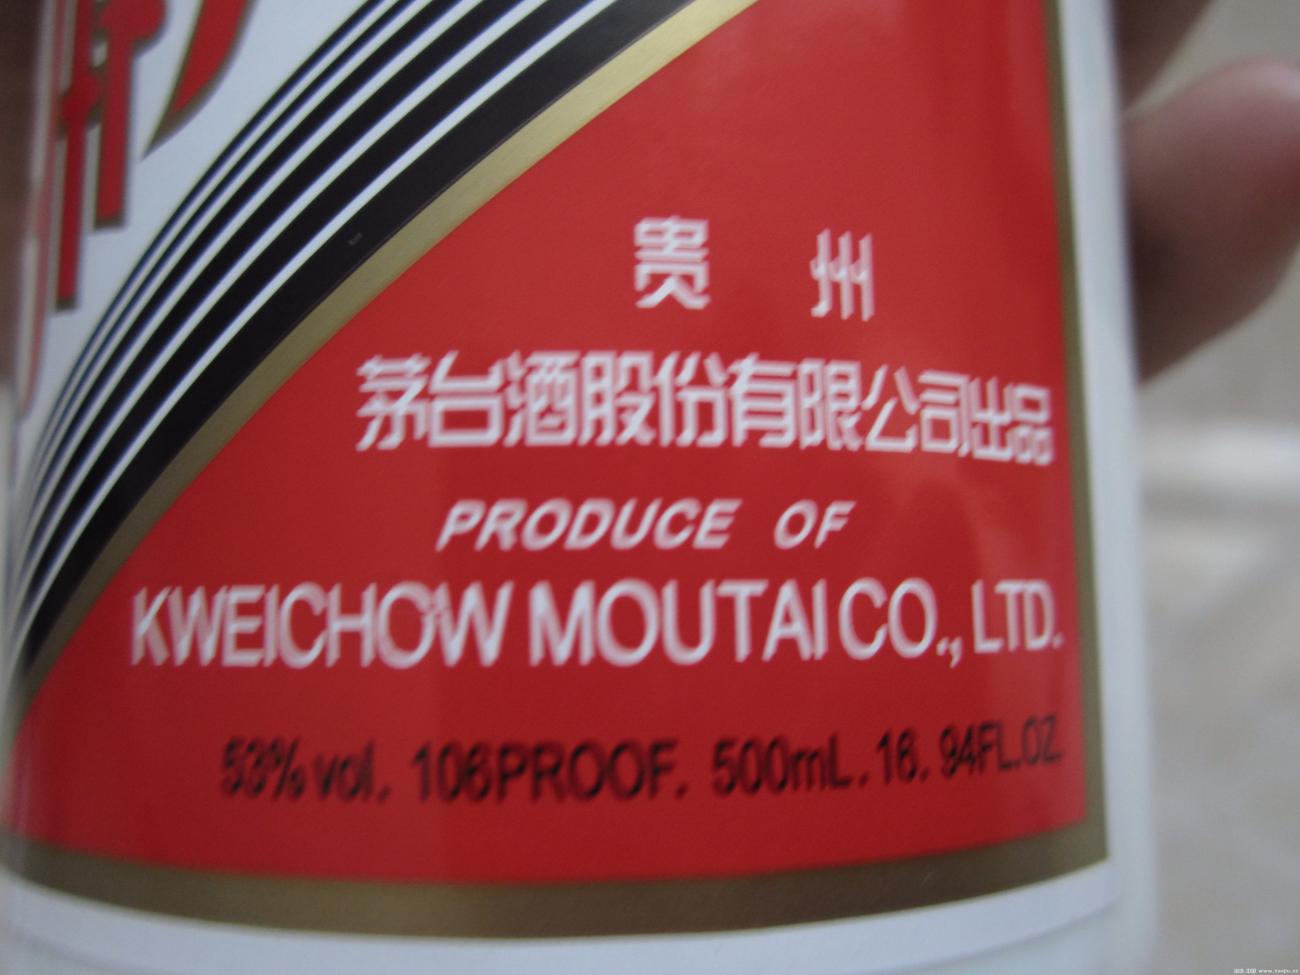 贵州
茅台酒股份有限公司出品
PRODUCE OF
KWEICHOW MOUTAI CO., LTD.
53% vol. 106PROOF. 500mL. 16. 94FL.OZ.